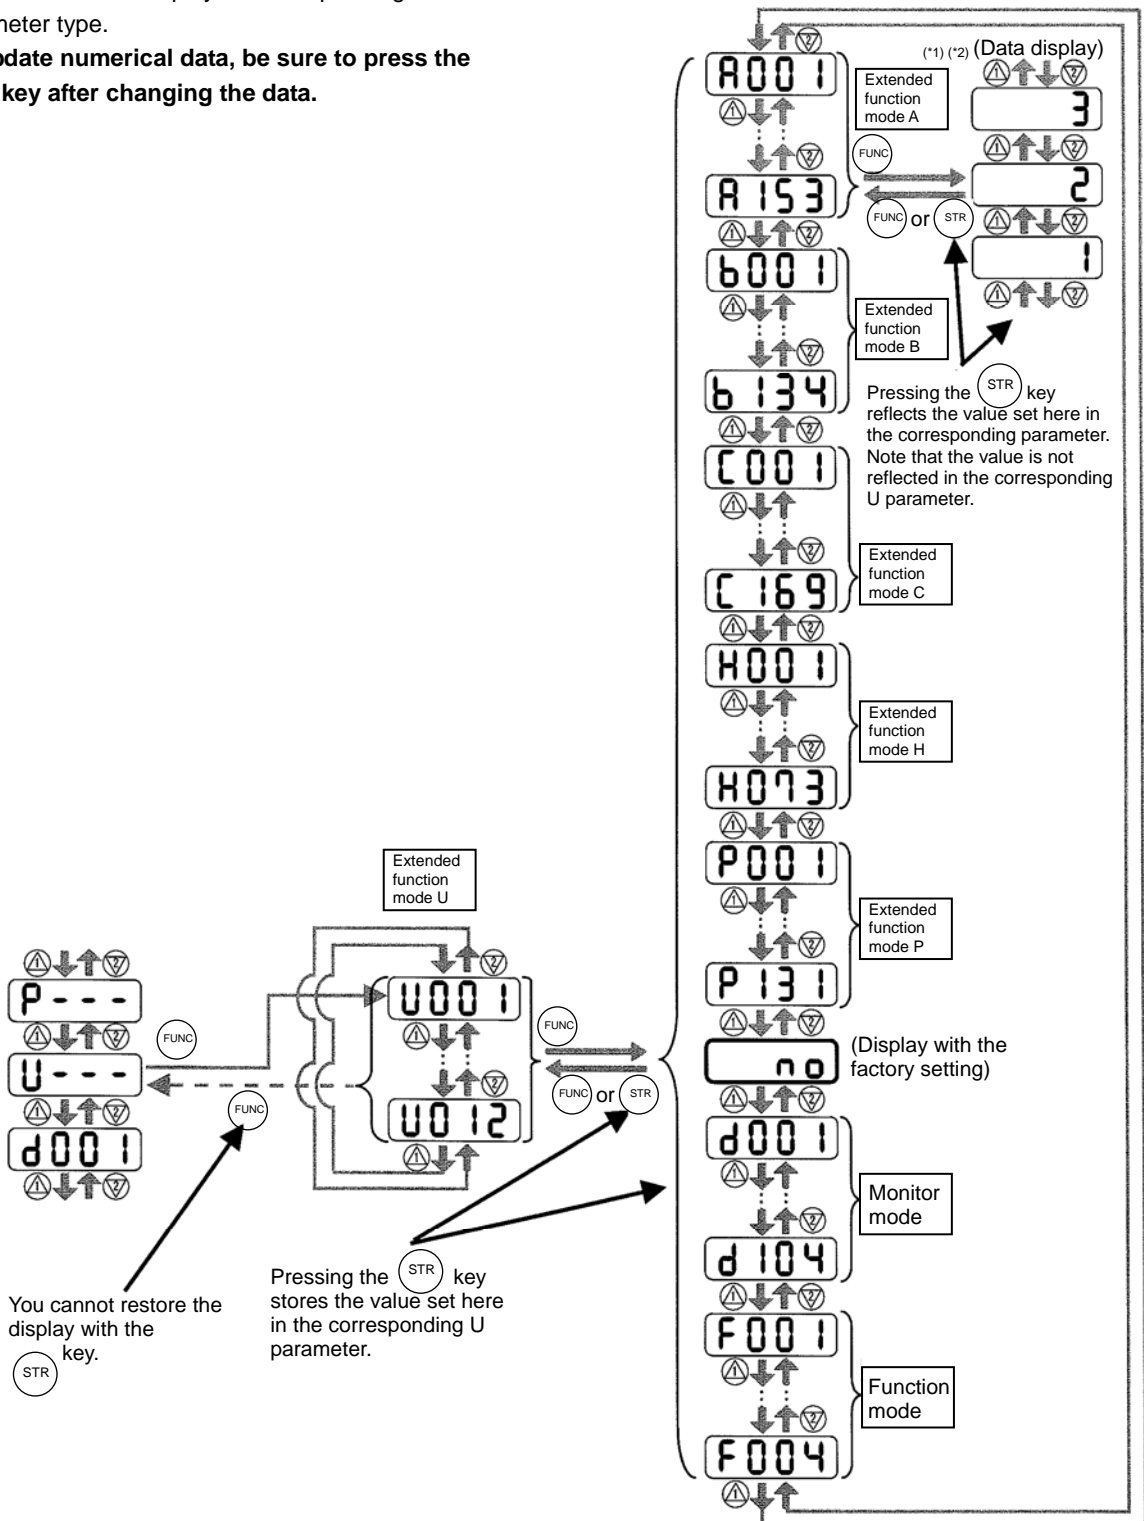 meter type.
update numerical data, be sure to press the
key after changing the data.
(*1) (*2) (Data display)
A001
Extended
function
mode A
3
FUNC
A153
2
FUNC or STR
b001
1
Extended
function
mode B
b134
Pressing the STR key
reflects the value set here in
the corresponding parameter.
Note that the value is not
reflected in the corresponding
U parameter.
C001
Extended
function
mode C
C169
H001
Extended
function
mode H
H073
P001
Extended
function
mode U
Extended
function
mode P
P131
P---
U001
FUNC
FUNC
no
(Display with the
factory setting)
U---
FUNC
U012
FUNC or STR
d001
d001
Monitor
mode
d104
You cannot restore the
display with the
STR key.
Pressing the STR key
stores the value set here
in the corresponding U
parameter.
F001
Function
mode
F004